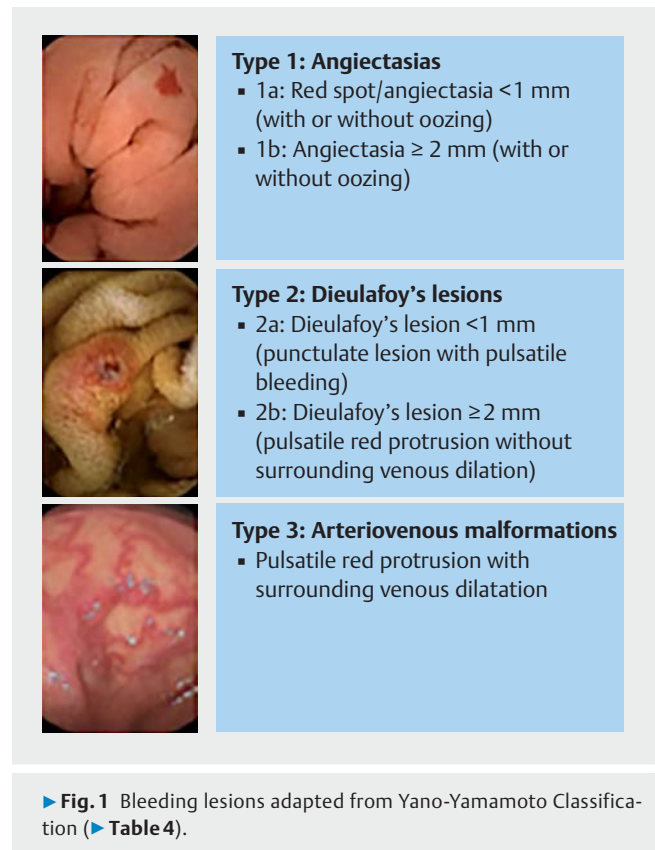 Type 1: Angiectasias
▪ 1a: Red spot/angiectasia <1 mm
(with or without oozing)
▪ 1b: Angiectasia ≥ 2 mm (with or
without oozing)
Type 2: Dieulafoy’s lesions
▪ 2a: Dieulafoy’s lesion <1 mm
(punctulate lesion with pulsatile
bleeding)
▪ 2b: Dieulafoy’s lesion ≥2 mm
(pulsatile red protrusion without
surrounding venous dilation)
Type 3: Arteriovenous malformations
▪ Pulsatile red protrusion with
surrounding venous dilatation
▶ Fig. 1 Bleeding lesions adapted from Yano-Yamamoto Classifica-
tion (▶ Table 4).